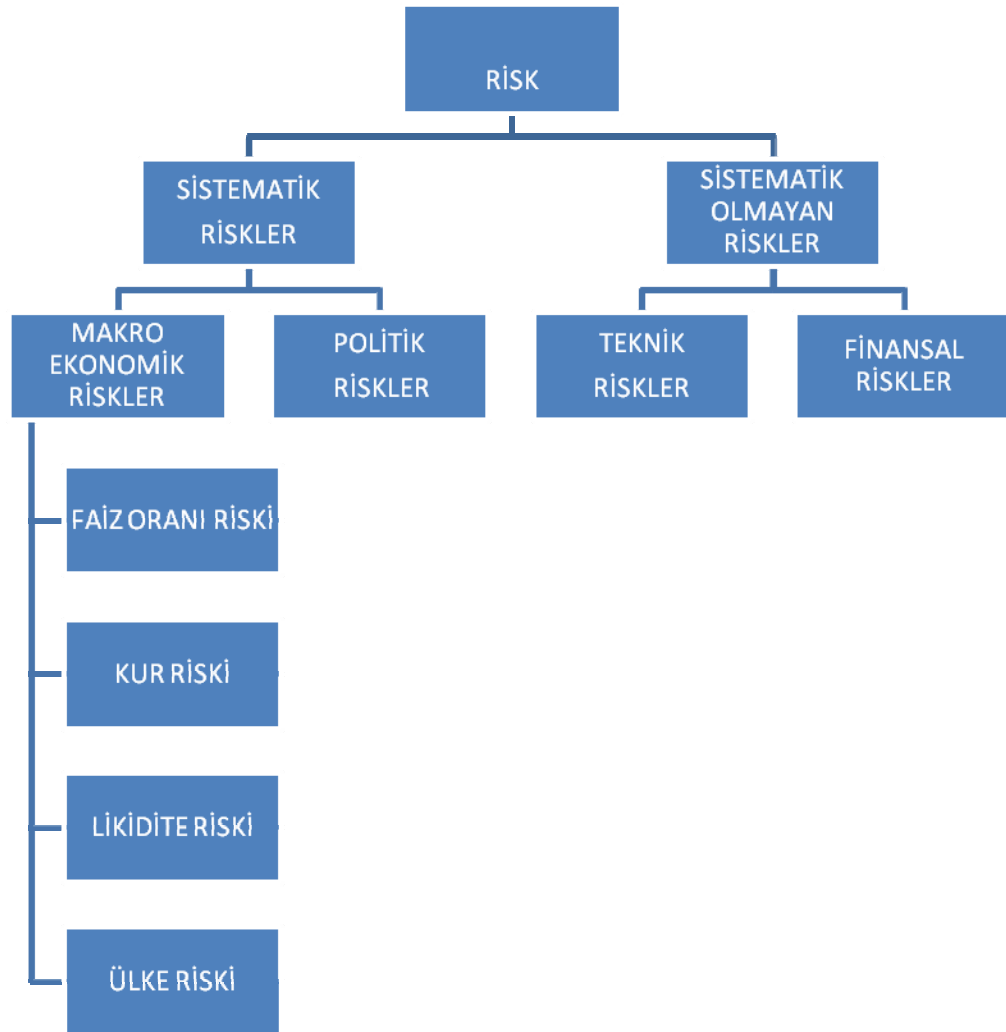 RİSK
SİSTEMATİK
RİSKLER
SİSTEMATİK
OLMAYAN
RİSKLER
MAKRO
EKONOMİK
RİSKLER
POLİTİK
RİSKLER
TEKNİK
RİSKLER
FİNANSAL
RİSKLER
FAİZ ORANI RİSKİ
KUR RİSKİ
LİKİDİTE RİSKİ
ÜLKE RİSKİ